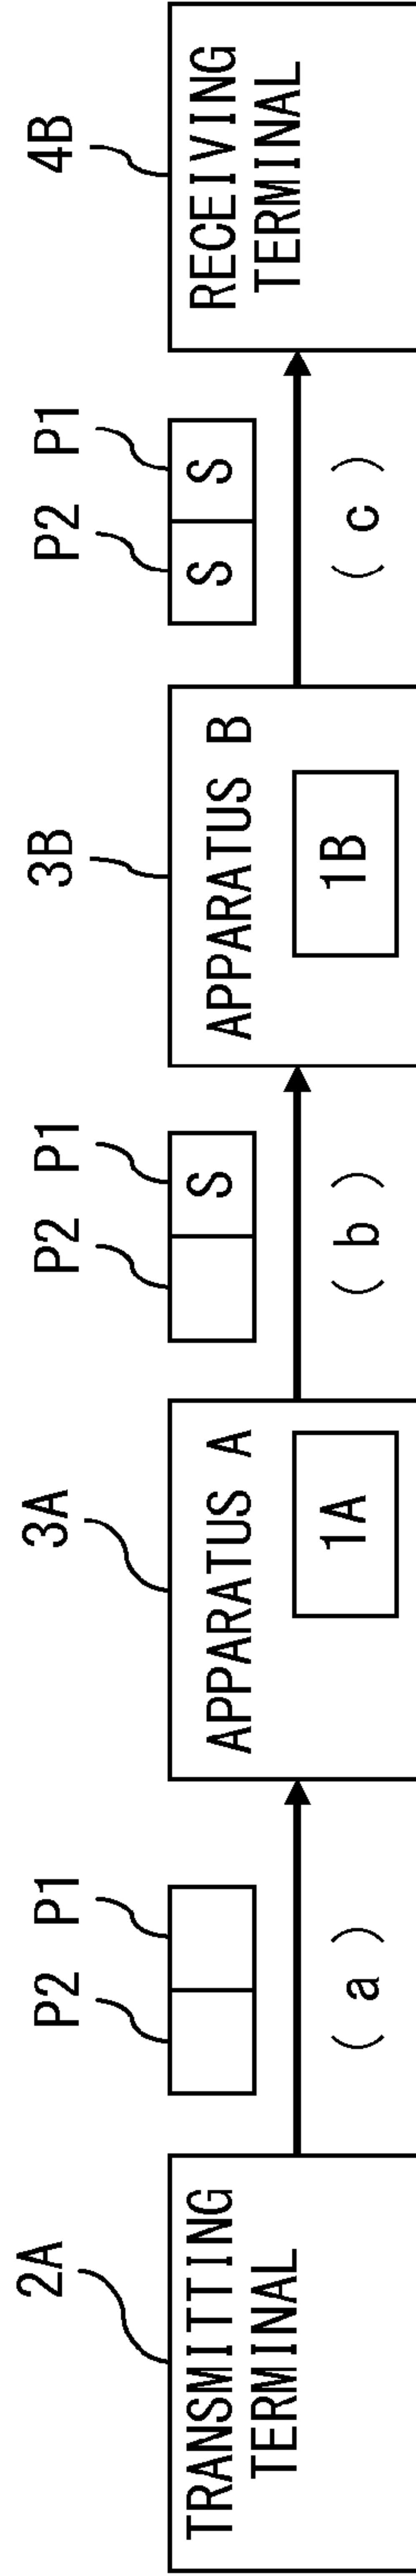 2A
P2 P1
3A
P2 P1
3B
P2 P1
4B
TRANSMITTING
TERMINAL
( a )
APPARATUS A
1A
S
( b )
APPARATUS B
1B
S S
( c )
RECEIVING
TERMINAL